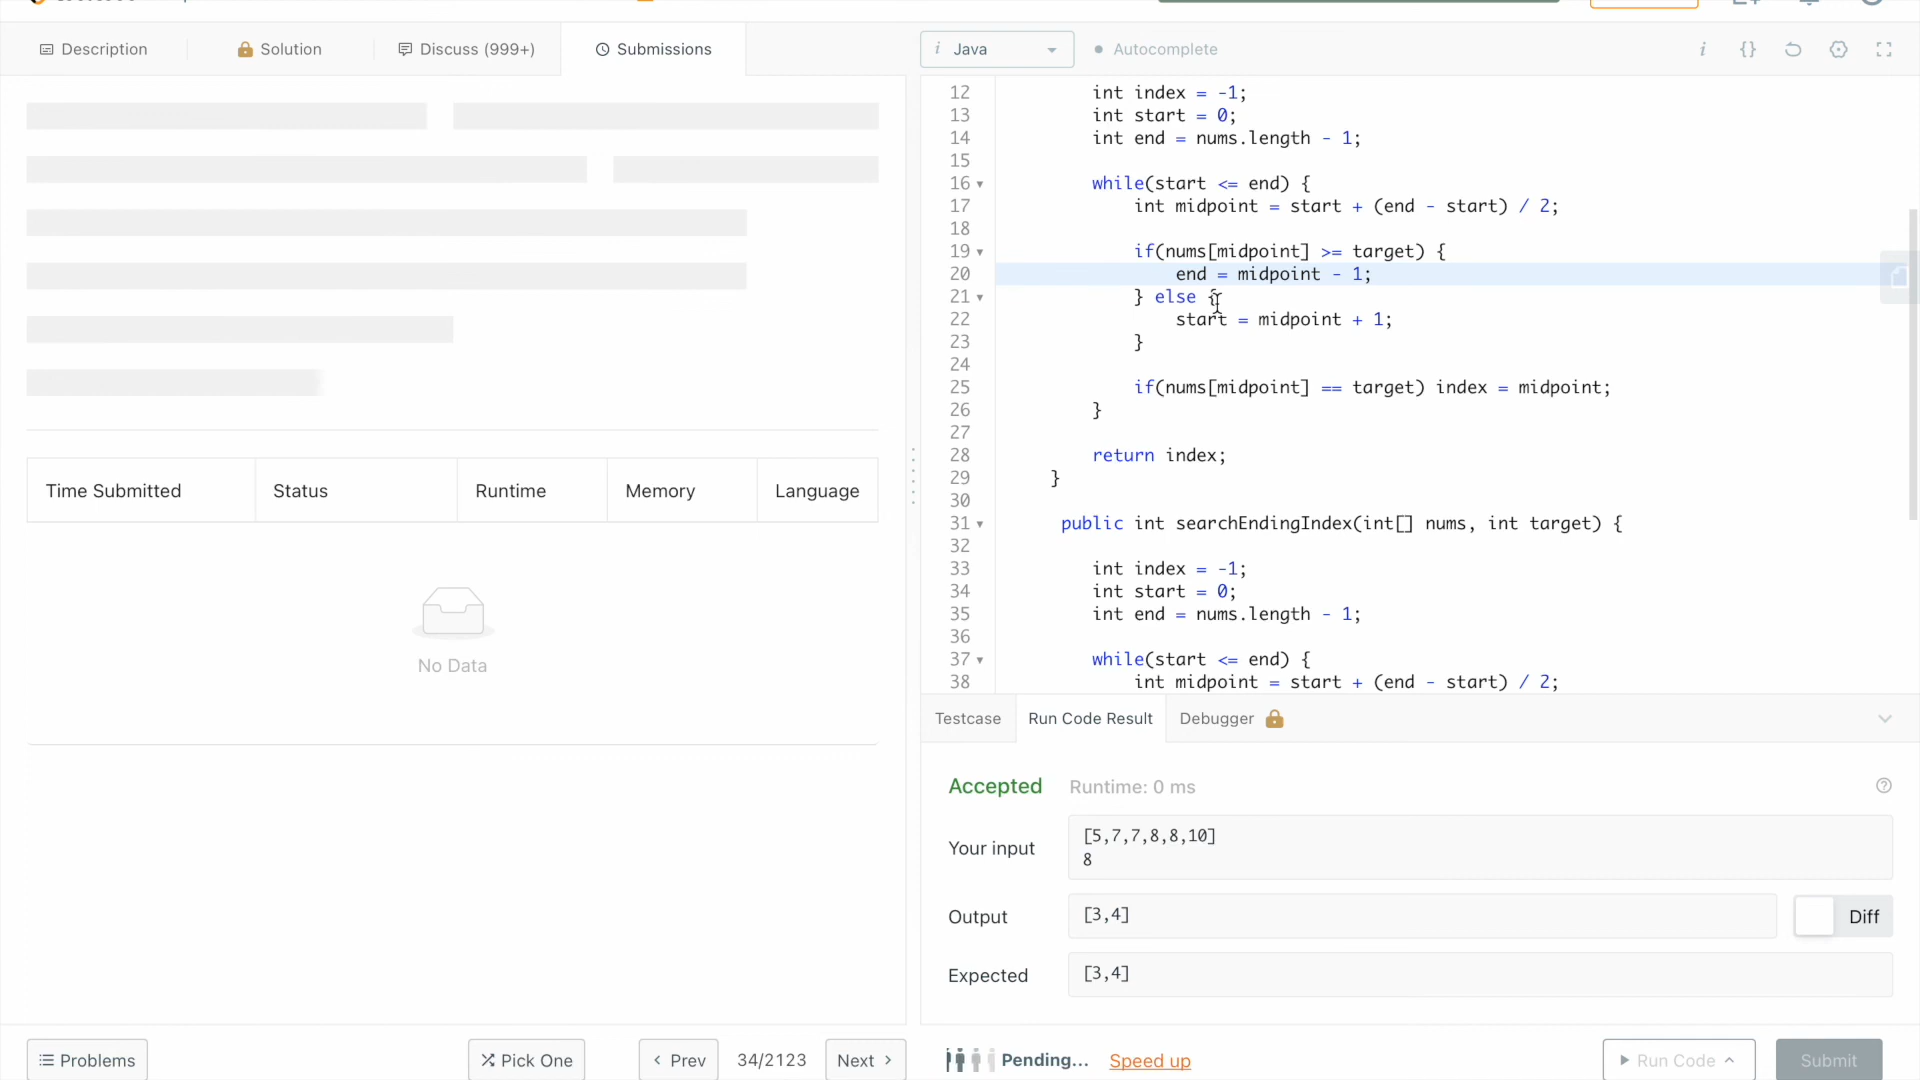 Description
Solution
Discuss (999+)
Submissions
i Java
Autocomplete
i {}
12 int index = -1;
13 int start = 0;
14 int end = nums.length - 1;
15
16 while(start <= end) {
17 int midpoint = start + (end - start) / 2;
18
19 if(nums[midpoint] >= target) {
20 end = midpoint - 1;
21 } else {
22 start = midpoint + 1;
23 }
24
25 if(nums[midpoint] == target) index = midpoint;
26 }
27
28 return index;
29 }
30
31 public int searchEndingIndex(int[] nums, int target) {
32
33 int index = -1;
34 int start = 0;
35 int end = nums.length - 1;
36
37 while(start <= end) {
38 int midpoint = start + (end - start) / 2;
Time Submitted Status Runtime Memory Language
No Data
Testcase Run Code Result Debugger
Accepted Runtime: 0 ms
Your input
[5,7,7,8,8,10]
8
Output
[3,4]
Diff
Expected
[3,4]
Problems
Pick One
Prev
34/2123
Next
Pending...
Speed up
Run Code
Submit